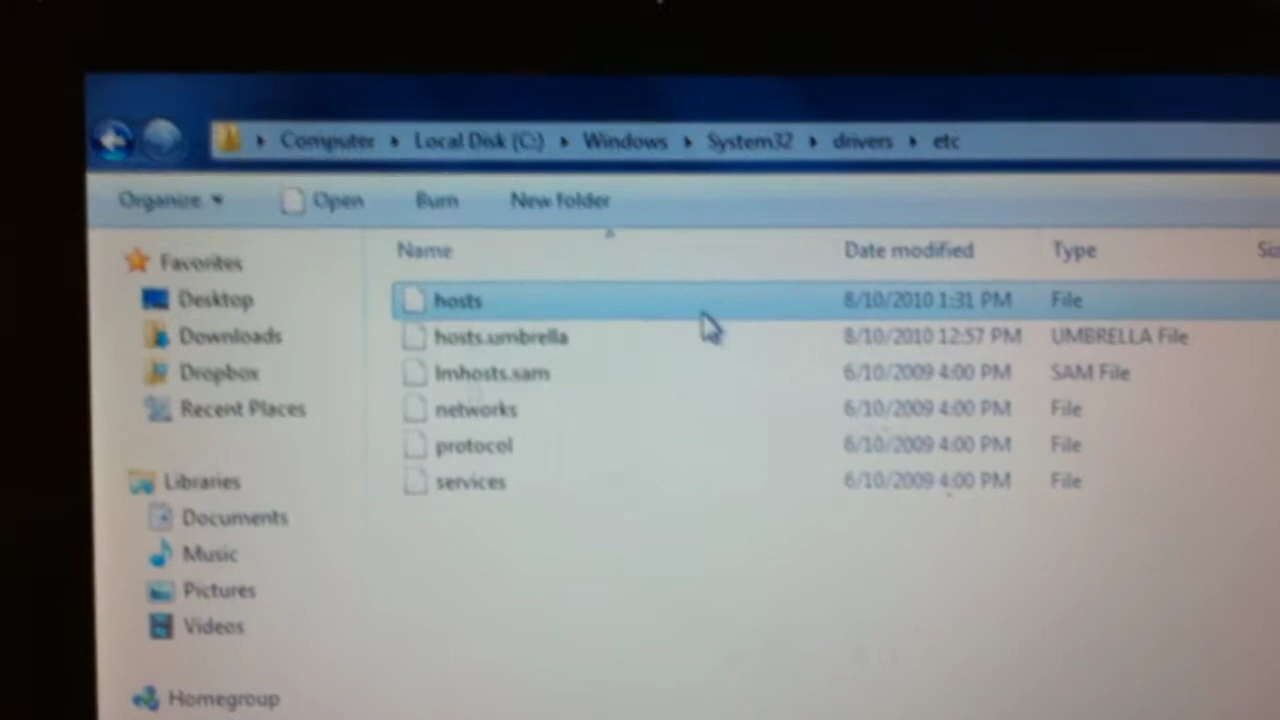 Computer Local Disk (C:) Windows System32 drivers etc
Organize Open Burn New folder
Name Date modified Type
Favorites
Desktop
Downloads
Dropbox
Recent Places
Libraries
Documents
Music
Pictures
Videos
Homegroup
hosts 8/10/2010 1:31 PM File
hosts.umbrella 8/10/2010 12:57 PM UMBRELLA File
lmhosts.sam 6/10/2009 4:00 PM SAM File
networks 6/10/2009 4:00 PM File
protocol 6/10/2009 4:00 PM File
services 6/10/2009 4:00 PM File